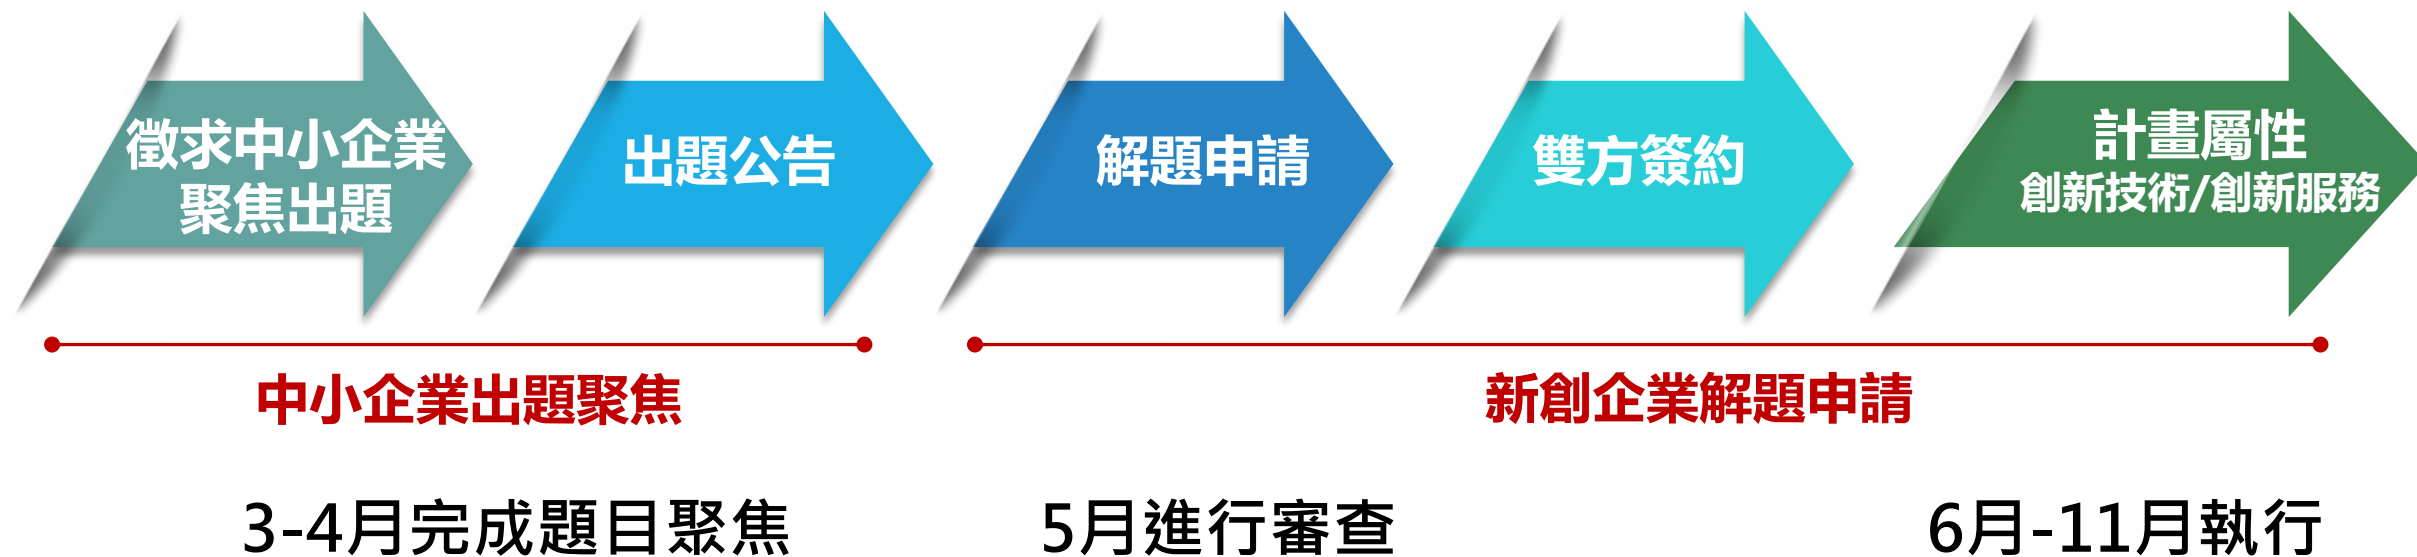 徵求中小企業
聚焦出題
出題公告
解題申請
雙方簽約
計畫屬性
創新技術/創新服務
中小企業出題聚焦
新創企業解題申請
3-4月完成題目聚焦
5月進行審查
6月-11月執行